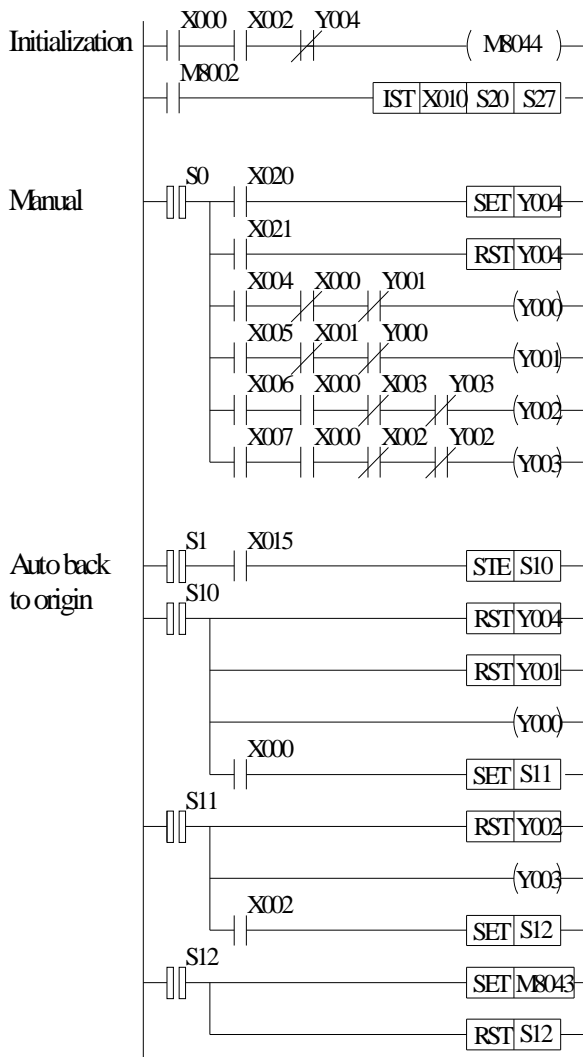 X000 X002 Y004
Initialization ( M8044 )
M8002
IST X010 S20 S27
S0 X020
Manual SET Y004
X021
RST Y004
X004 X000 Y001
(Y000)
X005 X001 Y000
(Y001)
X006 X000 X003 Y003
(Y002)
X007 X000 X002 Y002
(Y003)
S1 X015
Auto back STE S10
to origin
S10
RST Y004
RST Y001
(Y000)
X000
SET S11
S11
RST Y002
(Y003)
X002
SET S12
S12
SET M8043
RST S12